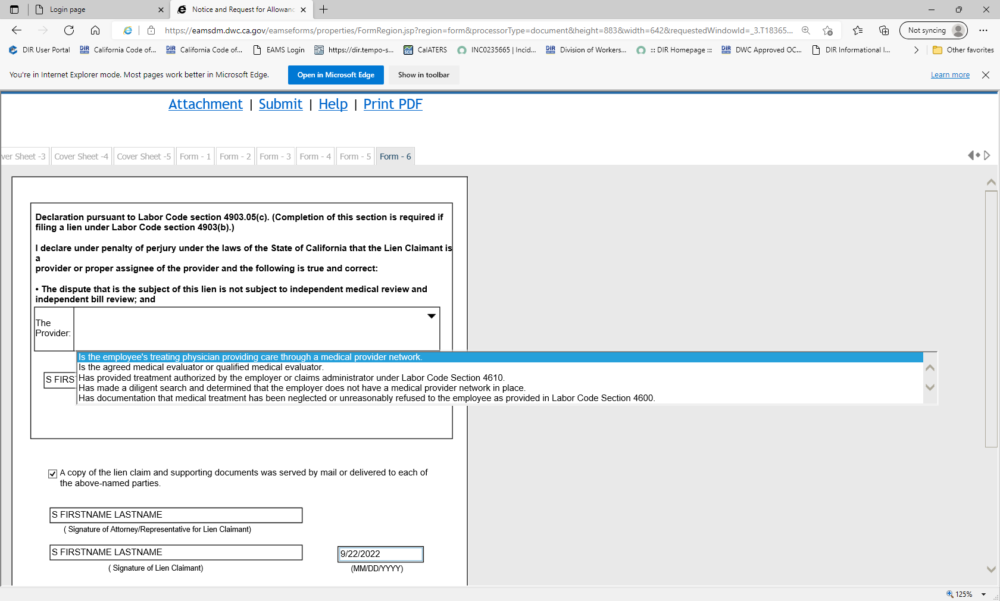 Login page
Notice and Request for Allowanc
https://eamsdm.dwc.ca.gov/eamseforms/properties/FormRegion.jsp?region=form&processorType=document&height=883&width=642&requestedWindowId=_3.T18365...
Not syncing
DIR User Portal
DIR California Code of...
DIR California Code of...
EAMS Login
https://dir.tempo-s...
SCO CalATERS
INC0235665 | Incid...
DIR Division of Workers...
::: DIR Homepage :::
DIR DWC Approved OC...
DIR Informational I...
Other favorites
You're in Internet Explorer mode. Most pages work better in Microsoft Edge.
Open in Microsoft Edge
Show in toolbar
Learn more
Attachment | Submit | Help | Print PDF
ver Sheet -3
Cover Sheet -4
Cover Sheet -5
Form - 1
Form - 2
Form - 3
Form - 4
Form - 5
Form - 6
Declaration pursuant to Labor Code section 4903.05(c). (Completion of this section is required if
filing a lien under Labor Code section 4903(b).)
I declare under penalty of perjury under the laws of the State of California that the Lien Claimant is
a
provider or proper assignee of the provider and the following is true and correct:
• The dispute that is the subject of this lien is not subject to independent medical review and
independent bill review; and
The
Provider:
Is the employee's treating physician providing care through a medical provider network.
Is the agreed medical evaluator or qualified medical evaluator.
S FIRS
Has provided treatment authorized by the employer or claims administrator under Labor Code Section 4610.
Has made a diligent search and determined that the employer does not have a medical provider network in place.
Has documentation that medical treatment has been neglected or unreasonably refused to the employee as provided in Labor Code Section 4600.
A copy of the lien claim and supporting documents was served by mail or delivered to each of
the above-named parties.
S FIRSTNAME LASTNAME
( Signature of Attorney/Representative for Lien Claimant)
S FIRSTNAME LASTNAME
9/22/2022
( Signature of Lien Claimant)
(MM/DD/YYYY)
125%